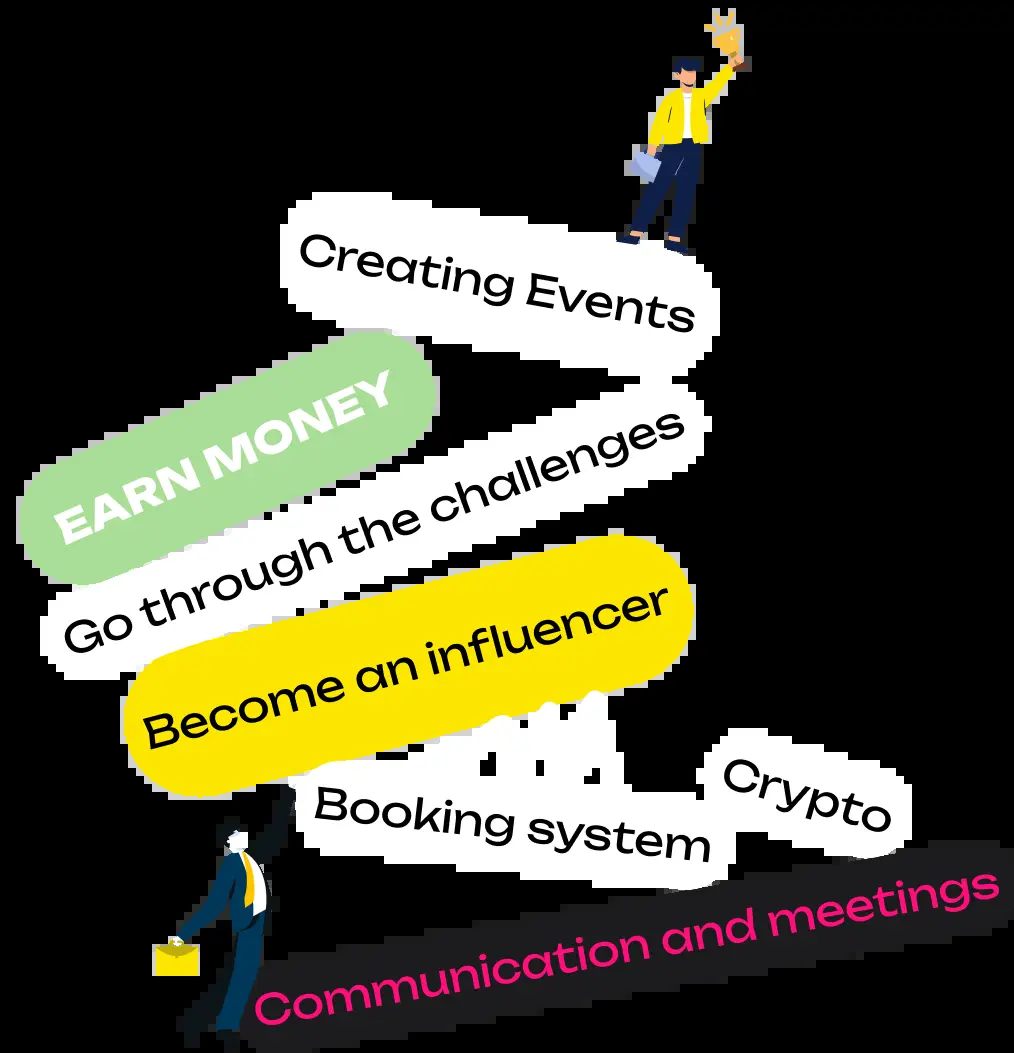 Creating Events
EARN MONEY
Go through the challenges
Become an influencer
Booking system
Crypto
Communication and meetings